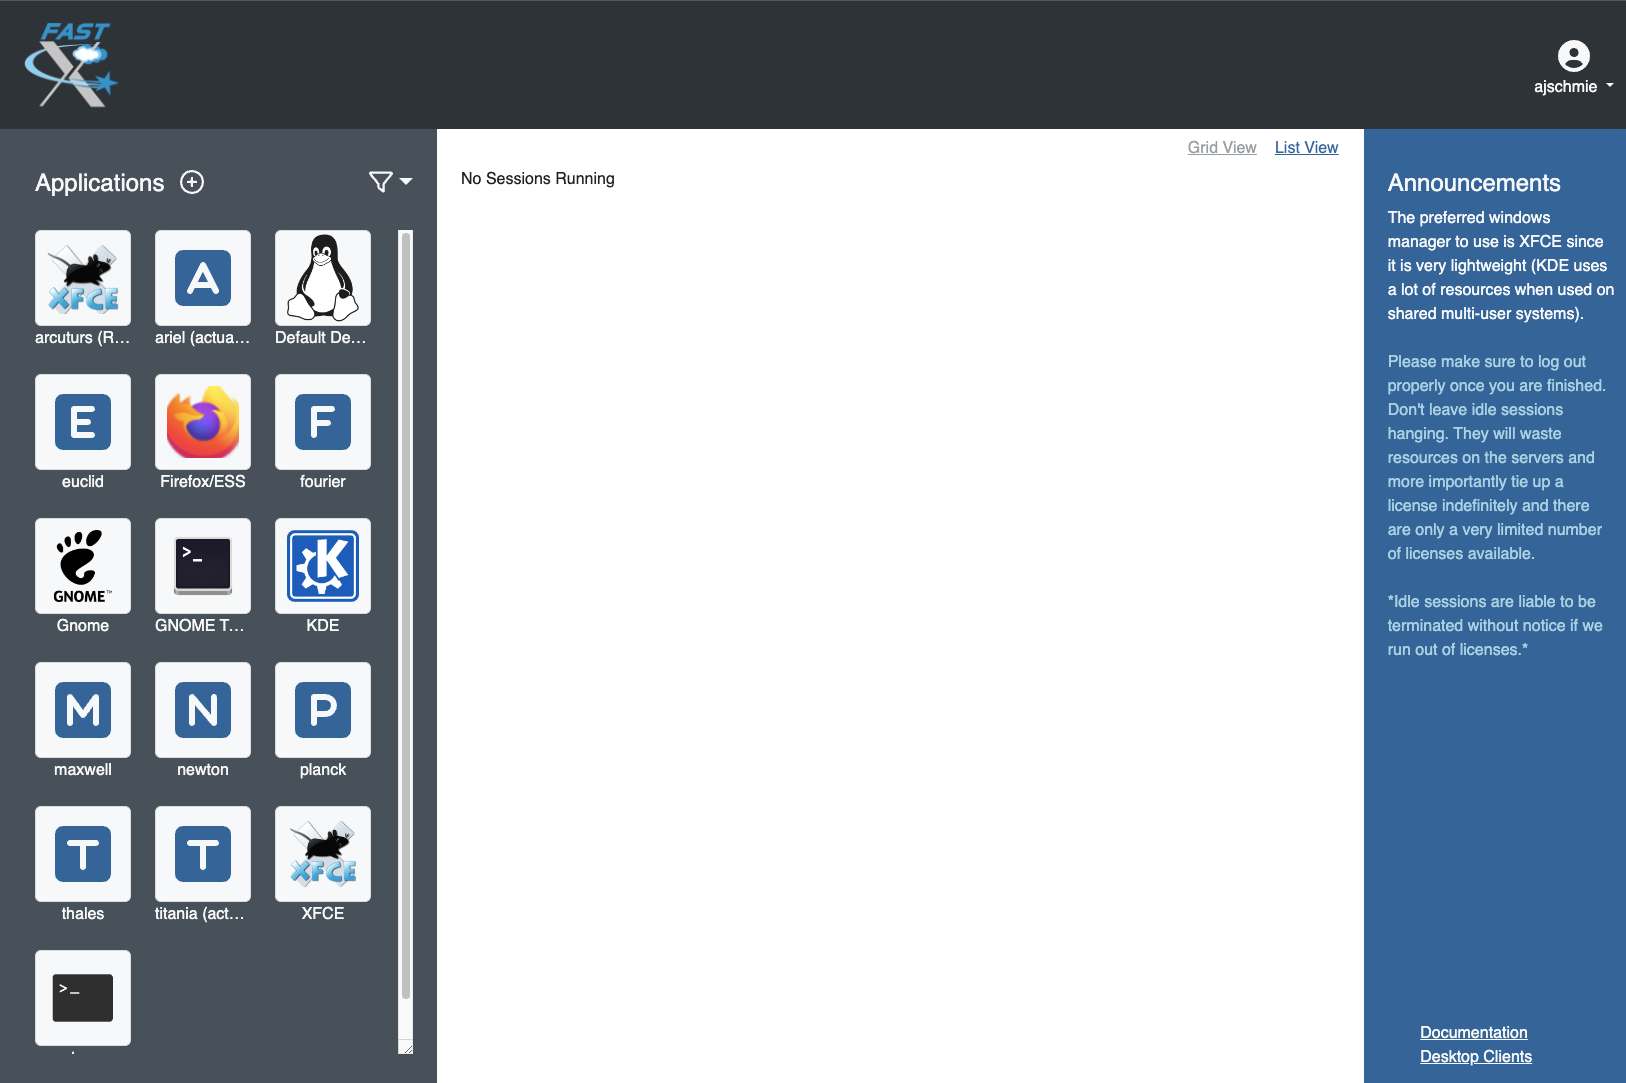 FAST
X
ajschmie
Applications
Grid View List View
No Sessions Running
XFCE
arcuturs (R...
A
ariel (actua...
Default De...
E
euclid
Firefox/ESS
F
fourier
GNOME™
Gnome
>_
GNOME T...
K
KDE
M
maxwell
N
newton
P
planck
T
thales
T
titania (act...
XFCE
XFCE
>_
Announcements
The preferred windows
manager to use is XFCE since
it is very lightweight (KDE uses
a lot of resources when used on
shared multi-user systems).
Please make sure to log out
properly once you are finished.
Don't leave idle sessions
hanging. They will waste
resources on the servers and
more importantly tie up a
license indefinitely and there
are only a very limited number
of licenses available.
*Idle sessions are liable to be
terminated without notice if we
run out of licenses.*
Documentation
Desktop Clients